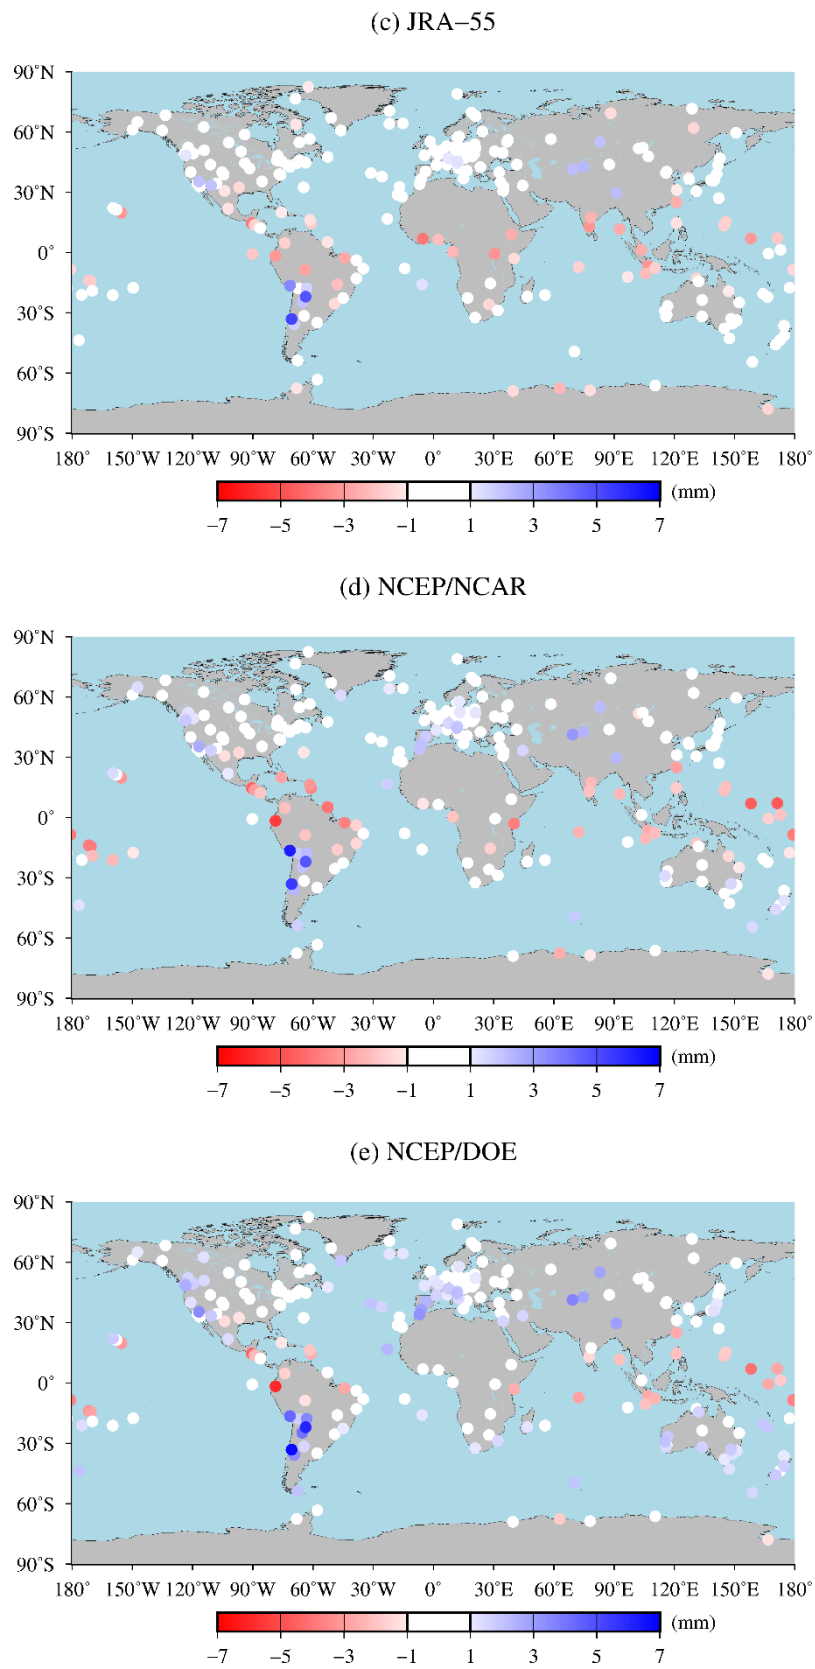 (c) JRA–55
90˚N
60˚N
30˚N
0˚
30˚S
60˚S
90˚S
180˚ 150˚W 120˚W 90˚W 60˚W 30˚W 0˚ 30˚E 60˚E 90˚E 120˚E 150˚E 180˚
(mm)
–7 –5 –3 –1 1 3 5 7
(d) NCEP/NCAR
90˚N
60˚N
30˚N
0˚
30˚S
60˚S
90˚S
180˚ 150˚W 120˚W 90˚W 60˚W 30˚W 0˚ 30˚E 60˚E 90˚E 120˚E 150˚E 180˚
(mm)
–7 –5 –3 –1 1 3 5 7
(e) NCEP/DOE
90˚N
60˚N
30˚N
0˚
30˚S
60˚S
90˚S
180˚ 150˚W 120˚W 90˚W 60˚W 30˚W 0˚ 30˚E 60˚E 90˚E 120˚E 150˚E 180˚
(mm)
–7 –5 –3 –1 1 3 5 7